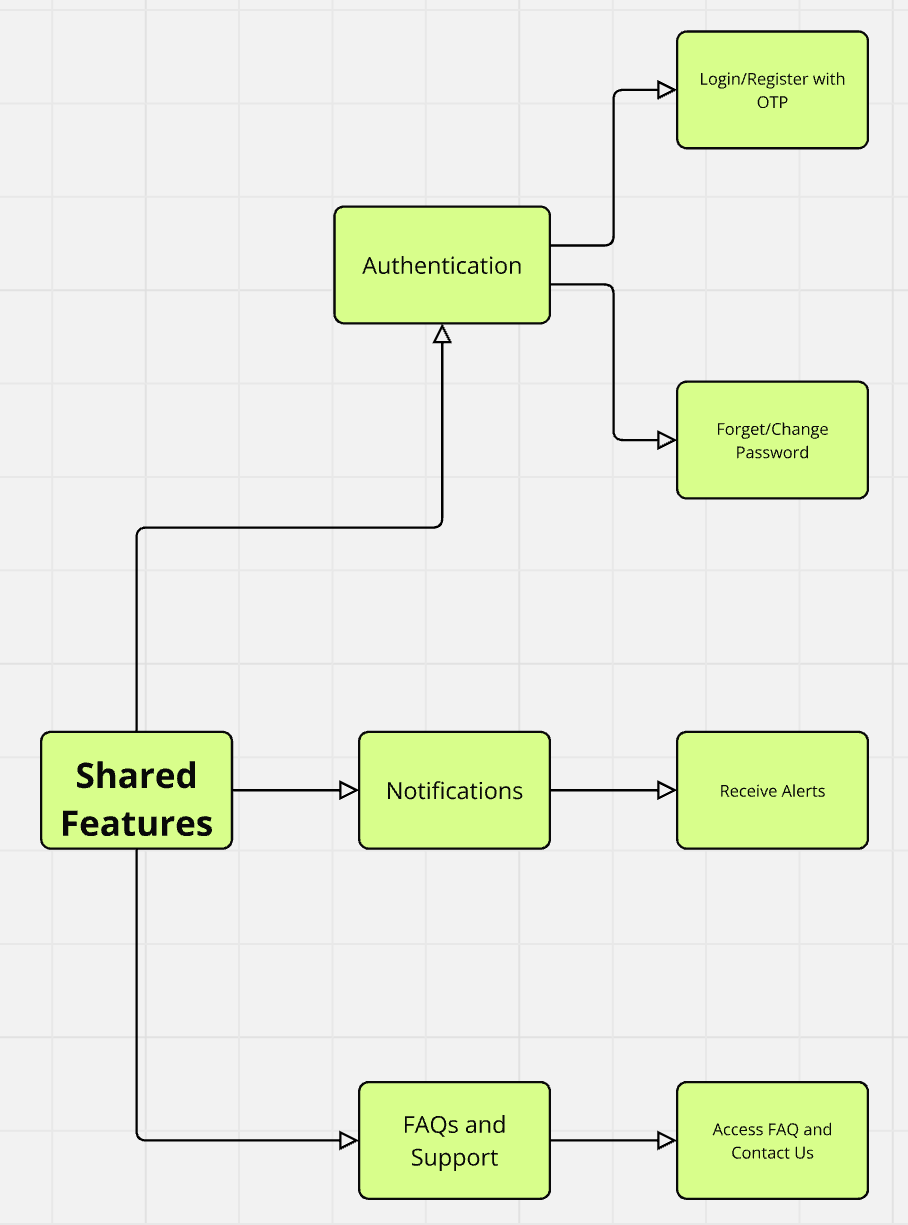 Login/Register with
OTP
Authentication
Forget/Change
Password
Shared
Features
Notifications
Receive Alerts
FAQs and
Support
Access FAQ and
Contact Us